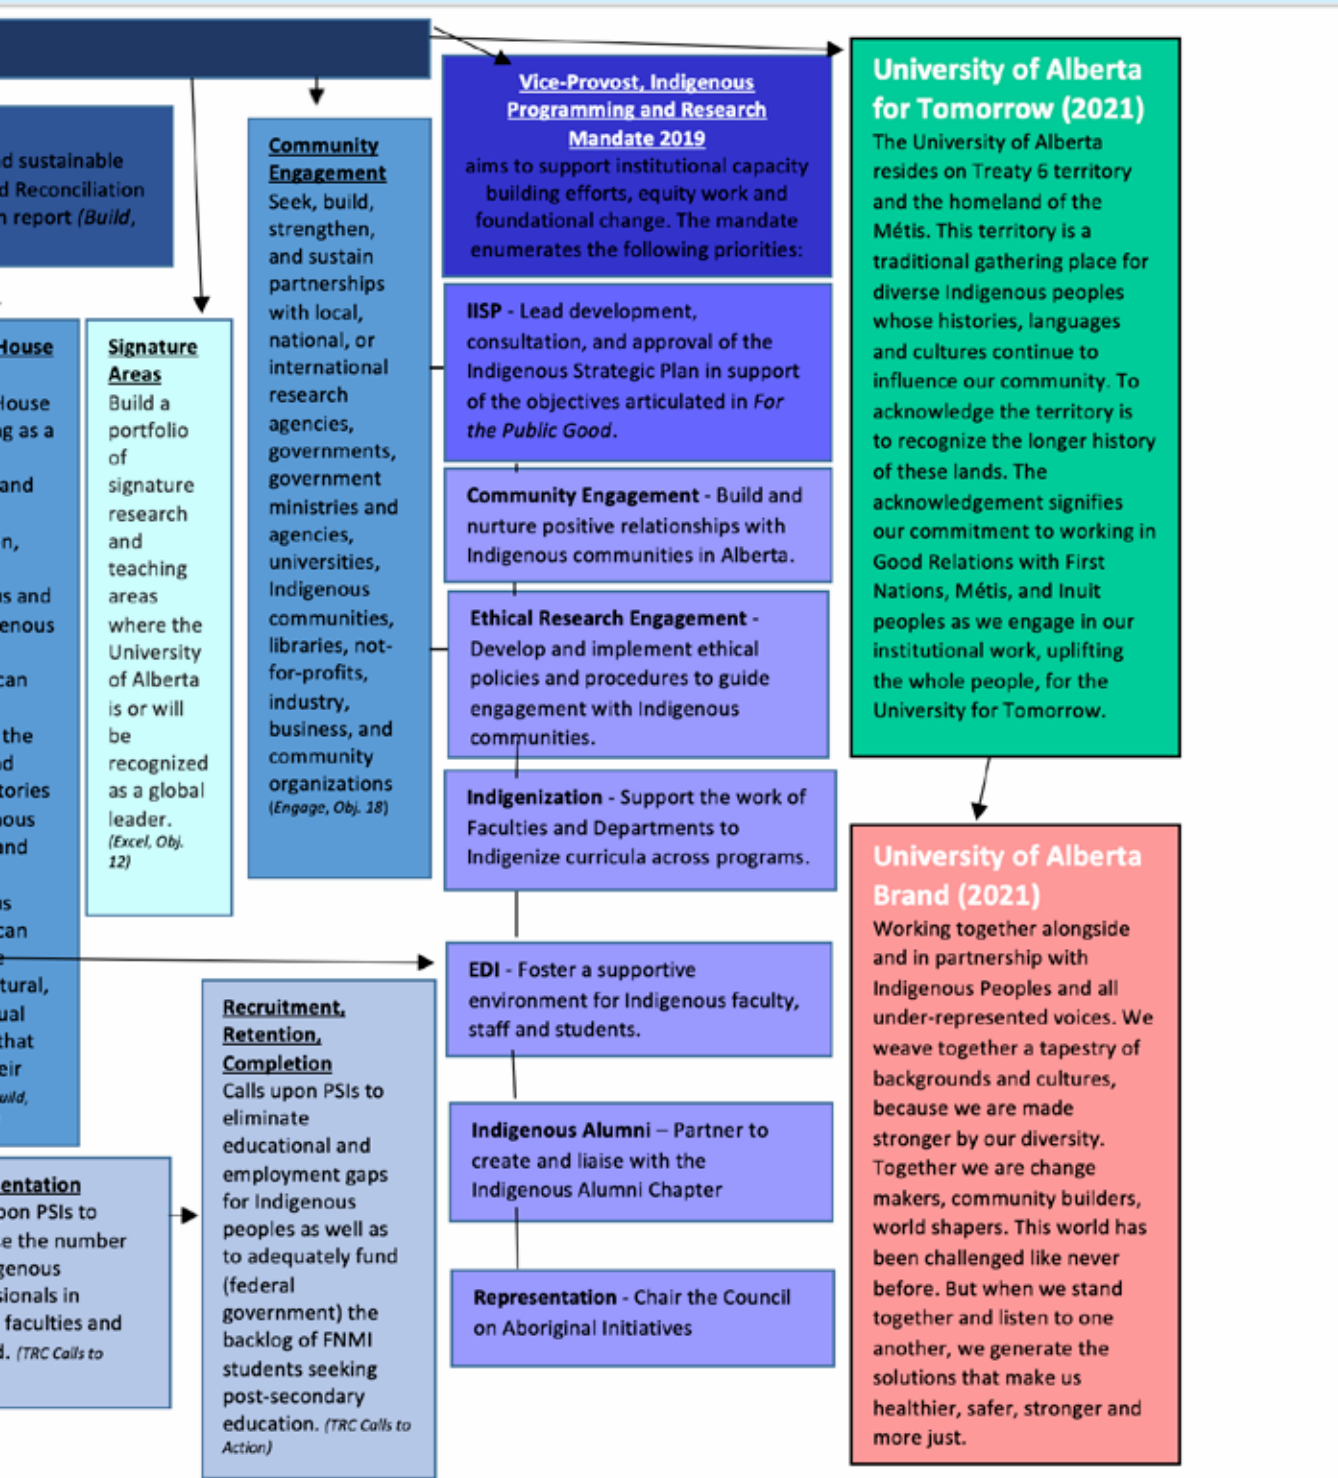 nd sustainable
d Reconciliation
n report (Build,
House
House
ng as a
and
n,
us and
enous
can
the
nd
tories
nous
and
us
can
e
tural,
ual
that
eir
uild,
entation
pon PSIs to
se the number
genous
sionals in
faculties and
d. (TRC Calls to
Signature
Areas
Build a
portfolio
of
signature
research
and
teaching
areas
where the
University
of Alberta
is or will
be
recognized
as a global
leader.
(Excel, Obj.
12)
Community
Engagement
Seek, build,
strengthen,
and sustain
partnerships
with local,
national, or
international
research
agencies,
governments,
government
ministries and
agencies,
universities,
Indigenous
communities,
libraries, not-
for-profits,
industry,
business, and
community
organizations
(Engage, Obj. 18)
Recruitment,
Retention,
Completion
Calls upon PSIs to
eliminate
educational and
employment gaps
for Indigenous
peoples as well as
to adequately fund
(federal
government) the
backlog of FNMI
students seeking
post-secondary
education. (TRC Calls to
Action)
Vice-Provost, Indigenous
Programming and Research
Mandate 2019
aims to support institutional capacity
building efforts, equity work and
foundational change. The mandate
enumerates the following priorities:
IISP - Lead development,
consultation, and approval of the
Indigenous Strategic Plan in support
of the objectives articulated in For
the Public Good.
Community Engagement - Build and
nurture positive relationships with
Indigenous communities in Alberta.
Ethical Research Engagement -
Develop and implement ethical
policies and procedures to guide
engagement with Indigenous
communities.
Indigenization - Support the work of
Faculties and Departments to
Indigenize curricula across programs.
EDI - Foster a supportive
environment for Indigenous faculty,
staff and students.
Indigenous Alumni – Partner to
create and liaise with the
Indigenous Alumni Chapter
Representation - Chair the Council
on Aboriginal Initiatives
University of Alberta
for Tomorrow (2021)
The University of Alberta
resides on Treaty 6 territory
and the homeland of the
Métis. This territory is a
traditional gathering place for
diverse Indigenous peoples
whose histories, languages
and cultures continue to
influence our community. To
acknowledge the territory is
to recognize the longer history
of these lands. The
acknowledgement signifies
our commitment to working in
Good Relations with First
Nations, Métis, and Inuit
peoples as we engage in our
institutional work, uplifting
the whole people, for the
University for Tomorrow.
University of Alberta
Brand (2021)
Working together alongside
and in partnership with
Indigenous Peoples and all
under-represented voices. We
weave together a tapestry of
backgrounds and cultures,
because we are made
stronger by our diversity.
Together we are change
makers, community builders,
world shapers. This world has
been challenged like never
before. But when we stand
together and listen to one
another, we generate the
solutions that make us
healthier, safer, stronger and
more just.